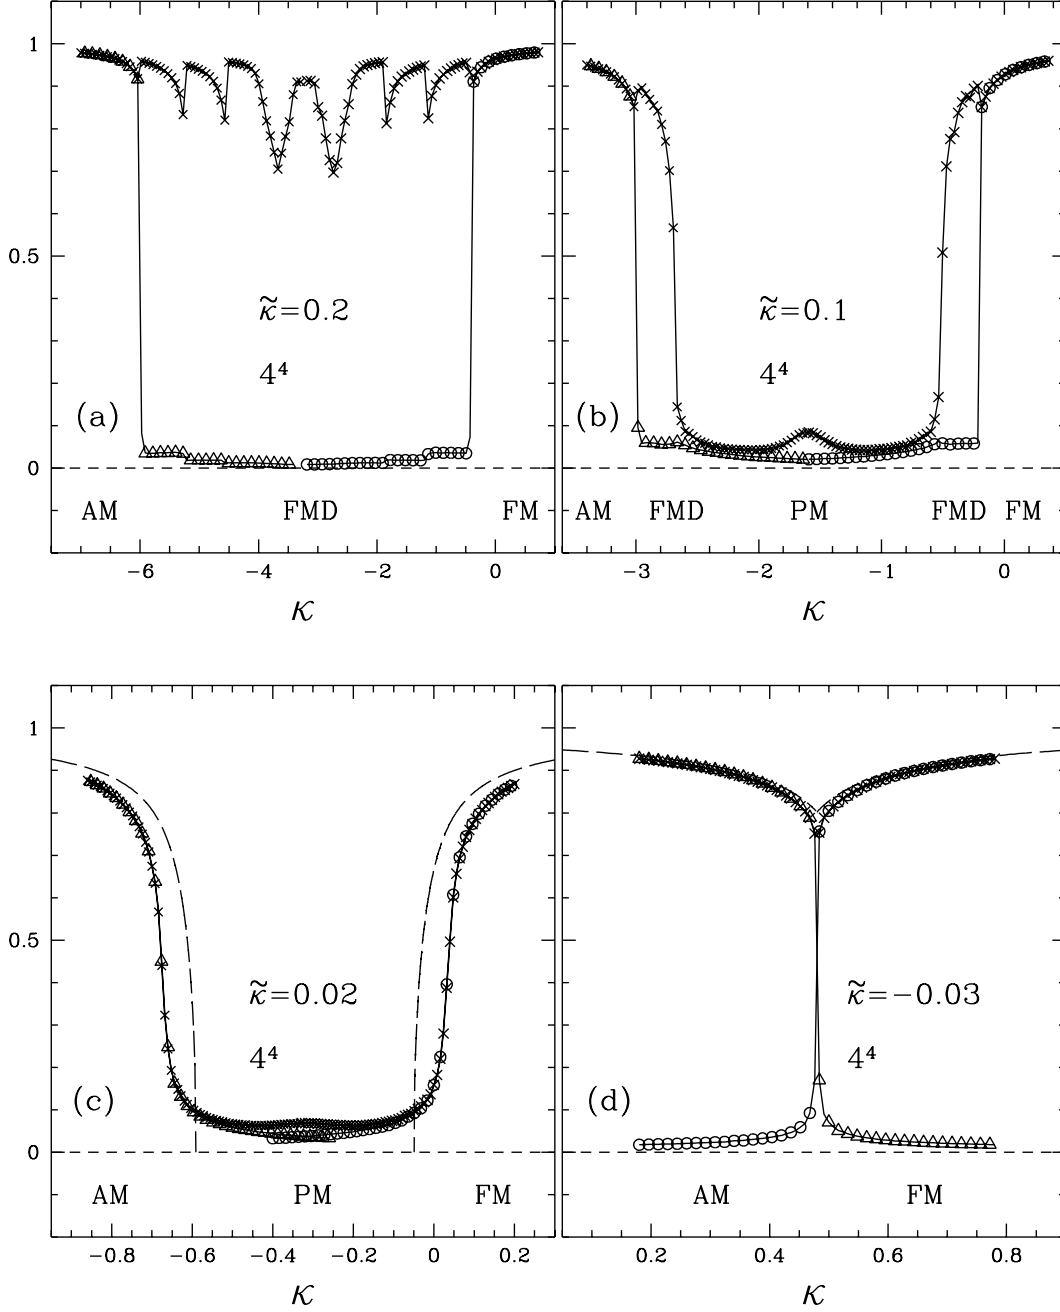 1
0.5
0
κ̃=0.2
4⁴
(a)
AM FMD FM
−6 −4 −2 0
κ
κ̃=0.1
4⁴
(b)
AM FMD PM FMD FM
−3 −2 −1 0
κ
1
0.5
0
κ̃=0.02
4⁴
(c)
AM PM FM
−0.8 −0.6 −0.4 −0.2 0 0.2
κ
κ̃=−0.03
4⁴
(d)
AM FM
0.2 0.4 0.6 0.8
κ